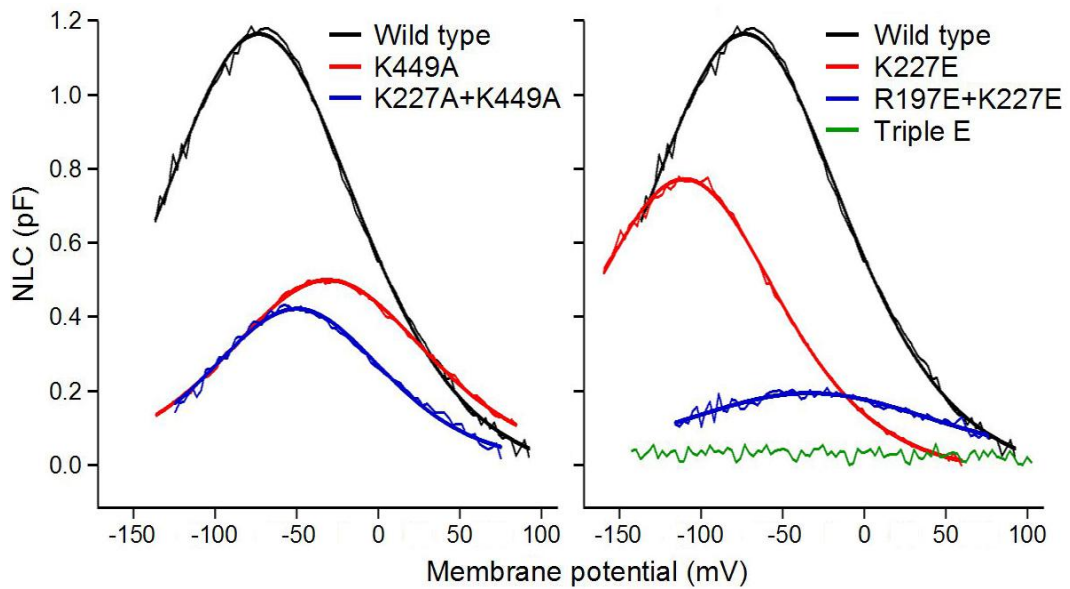 NLC (pF)
1.2
1.0
0.8
0.6
0.4
0.2
0.0
Wild type
K449A
K227A+K449A
-150 -100 -50 0 50 100
Wild type
K227E
R197E+K227E
Triple E
-150 -100 -50 0 50 100
Membrane potential (mV)